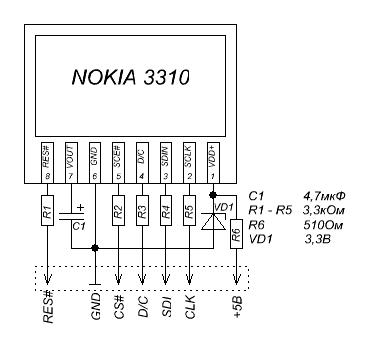 NOKIA 3310
RES# VOUT GND SCE# D/C SDIN SCLK VDD+
8 7 6 5 4 3 2 1
R1 C1 R2 R3 R4 R5 VD1 R6
+
C1 4,7мкФ
R1 - R5 3,3кОм
R6 510Ом
VD1 3,3В
RES# GND CS# D/C SDI CLK +5В